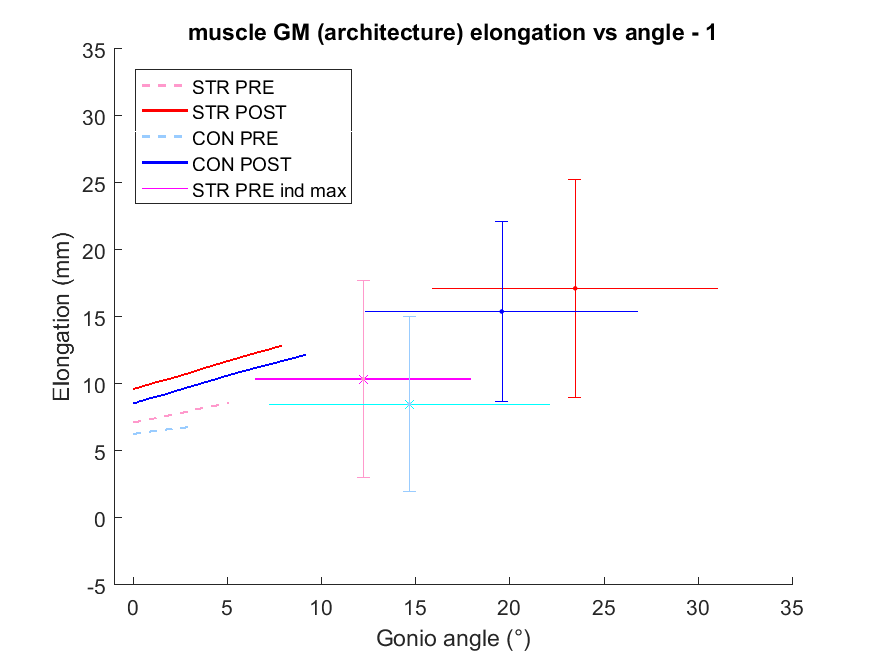 muscle GM (architecture) elongation vs angle - 1
35
30
25
20
15
10
5
0
-5
Elongation (mm)
STR PRE
STR POST
CON PRE
CON POST
STR PRE ind max
0 5 10 15 20 25 30 35
Gonio angle (°)